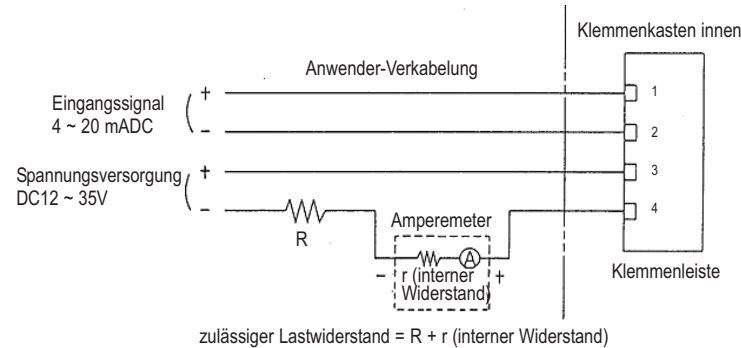 Klemmenkasten innen
Anwender-Verkabelung
+
1
Eingangssignal
4 ~ 20 mADC
–
2
+
3
Spannungsversorgung
DC12 ~ 35V
–
4
R
Amperemeter
A
–
+
r (interner
Widerstand)
Klemmenleiste
zulässiger Lastwiderstand = R + r (interner Widerstand)